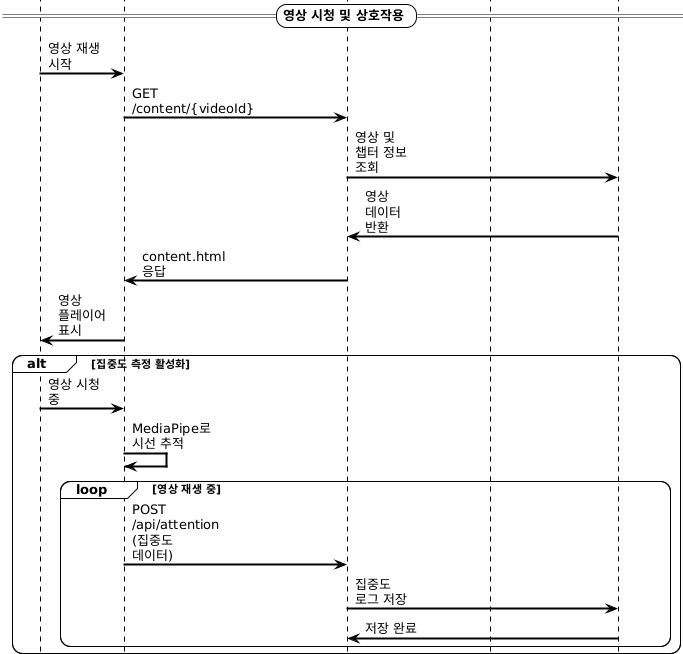 영상 시청 및 상호작용
영상 재생
시작
GET
/content/{videoId}
영상 및
챕터 정보
조회
영상
데이터
반환
content.html
응답
영상
플레이어
표시
alt [집중도 측정 활성화]
영상 시청
중
MediaPipe로
시선 추적
loop [영상 재생 중]
POST
/api/attention
(집중도
데이터)
집중도
로그 저장
저장 완료